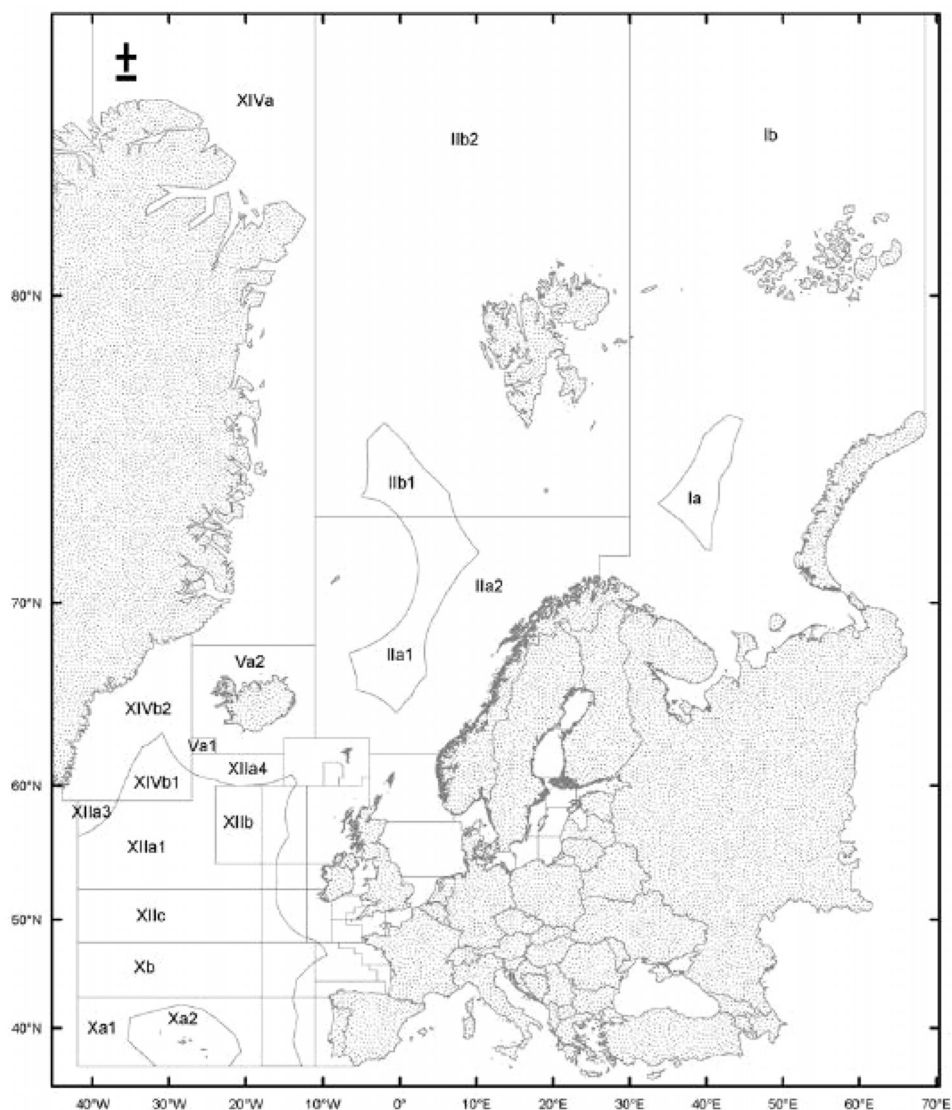 ±
XIVa
IIb2
Ib
80°N
IIb1
Ia
IIa2
70°N
IIa1
Va2
XIVb2
Va1
XIIa4
XIVb1
60°N
XIIa3
XIIb
XIIa1
XIIc
50°N
Xb
Xa1
Xa2
40°N
40°W 30°W 20°W 10°W 0° 10°E 20°E 30°E 40°E 50°E 60°E 70°E